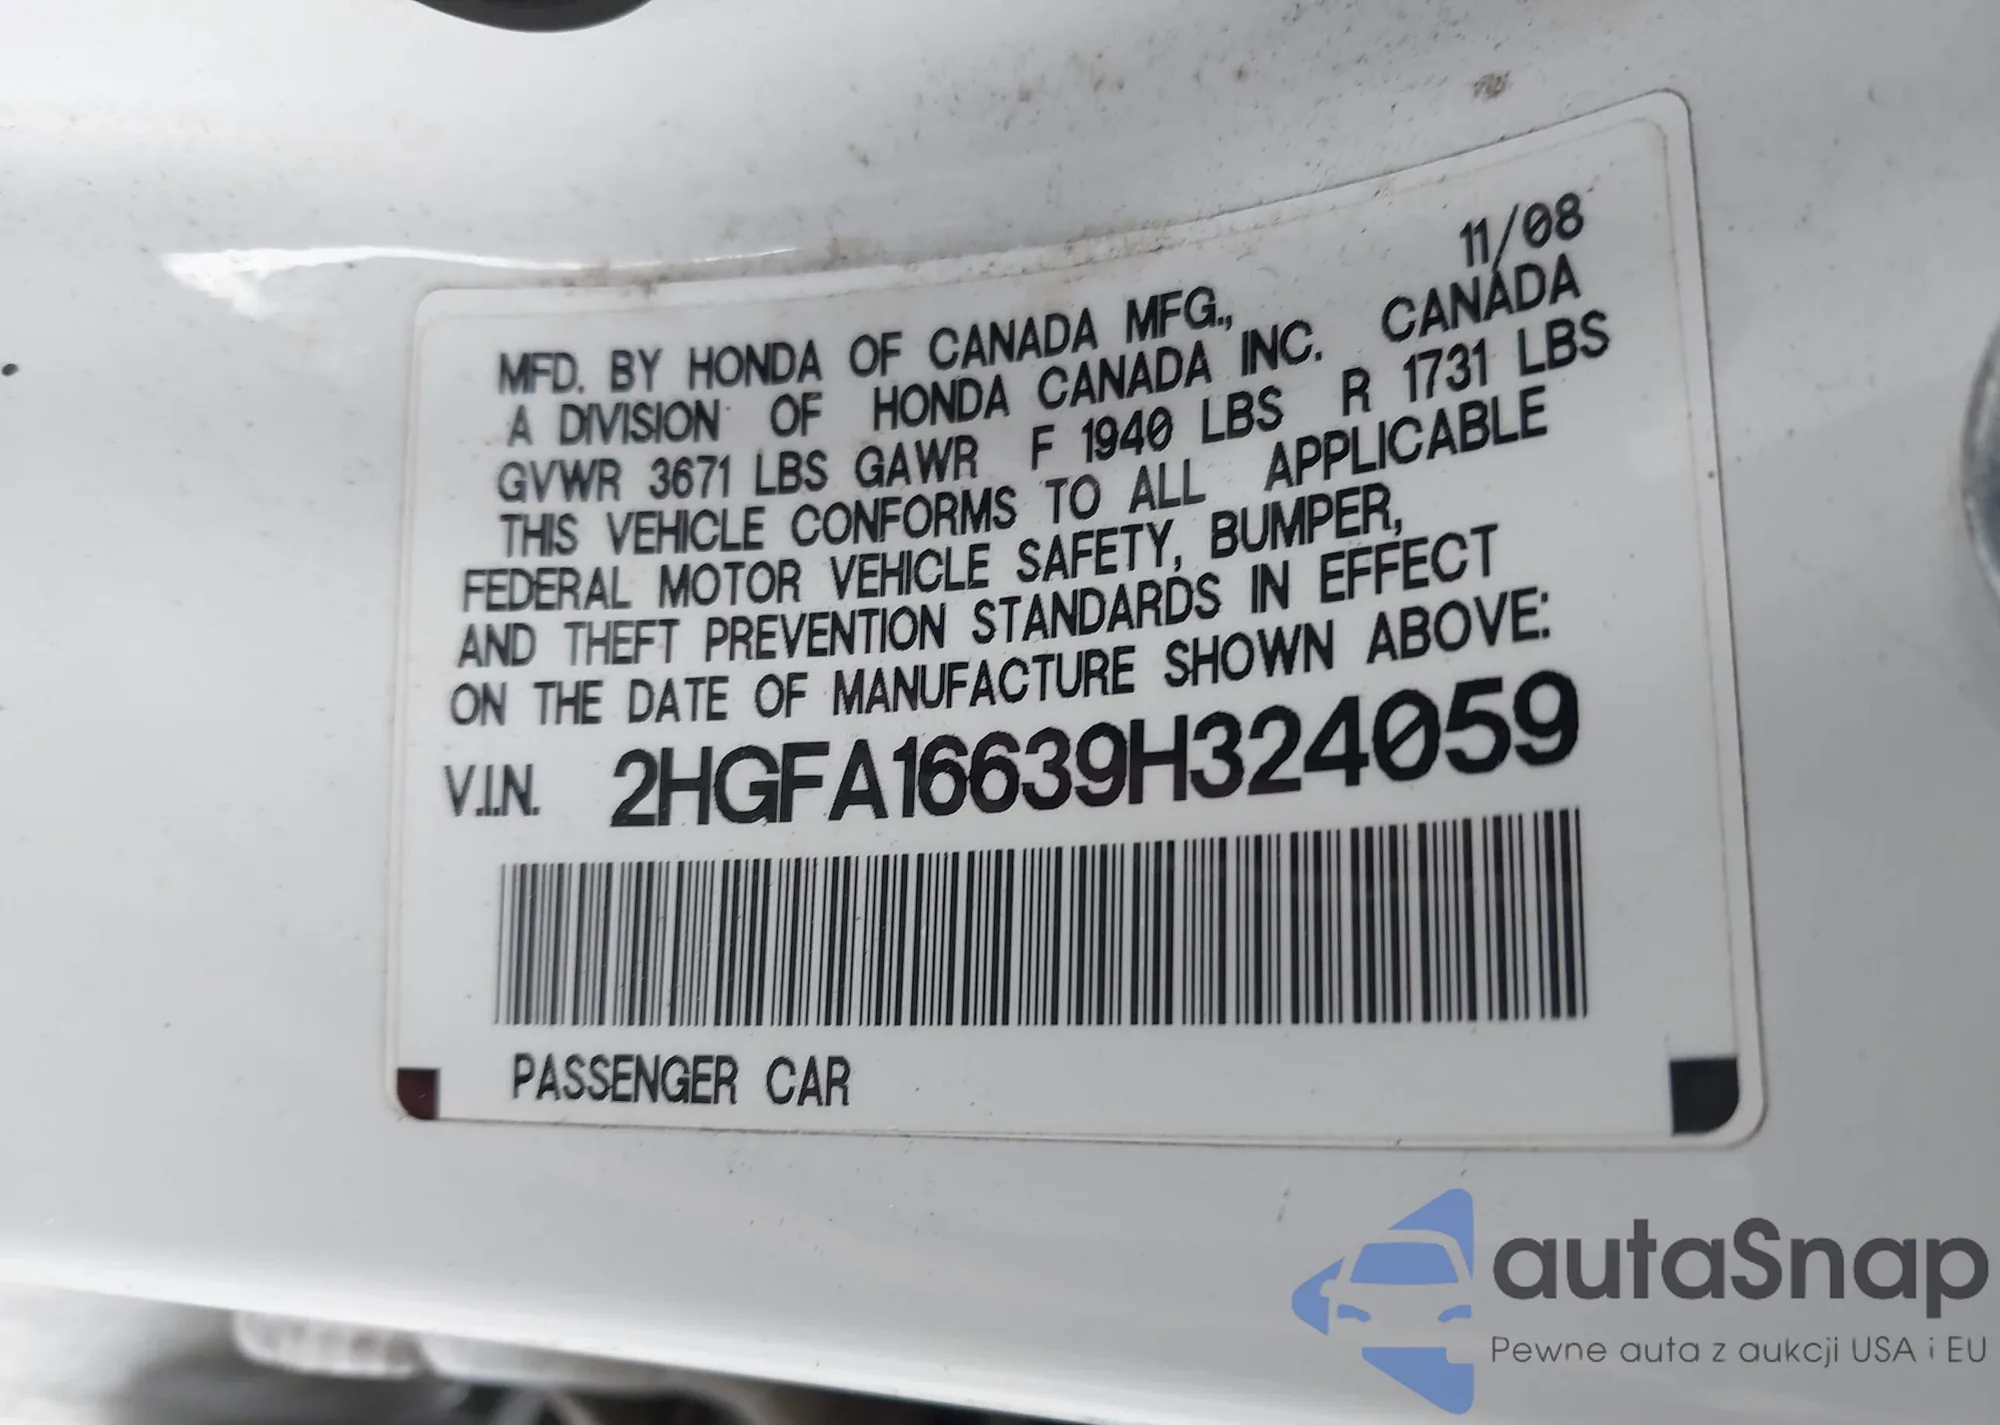 11/08
MFD. BY HONDA OF CANADA MFG.,
A DIVISION OF HONDA CANADA INC. CANADA
GVWR 3671 LBS GAWR F 1940 LBS R 1731 LBS
THIS VEHICLE CONFORMS TO ALL APPLICABLE
FEDERAL MOTOR VEHICLE SAFETY, BUMPER,
AND THEFT PREVENTION STANDARDS IN EFFECT
ON THE DATE OF MANUFACTURE SHOWN ABOVE:
V.I.N. 2HGFA16639H324059
PASSENGER CAR
autaSnap
Pewne auta z aukcji USA i EU